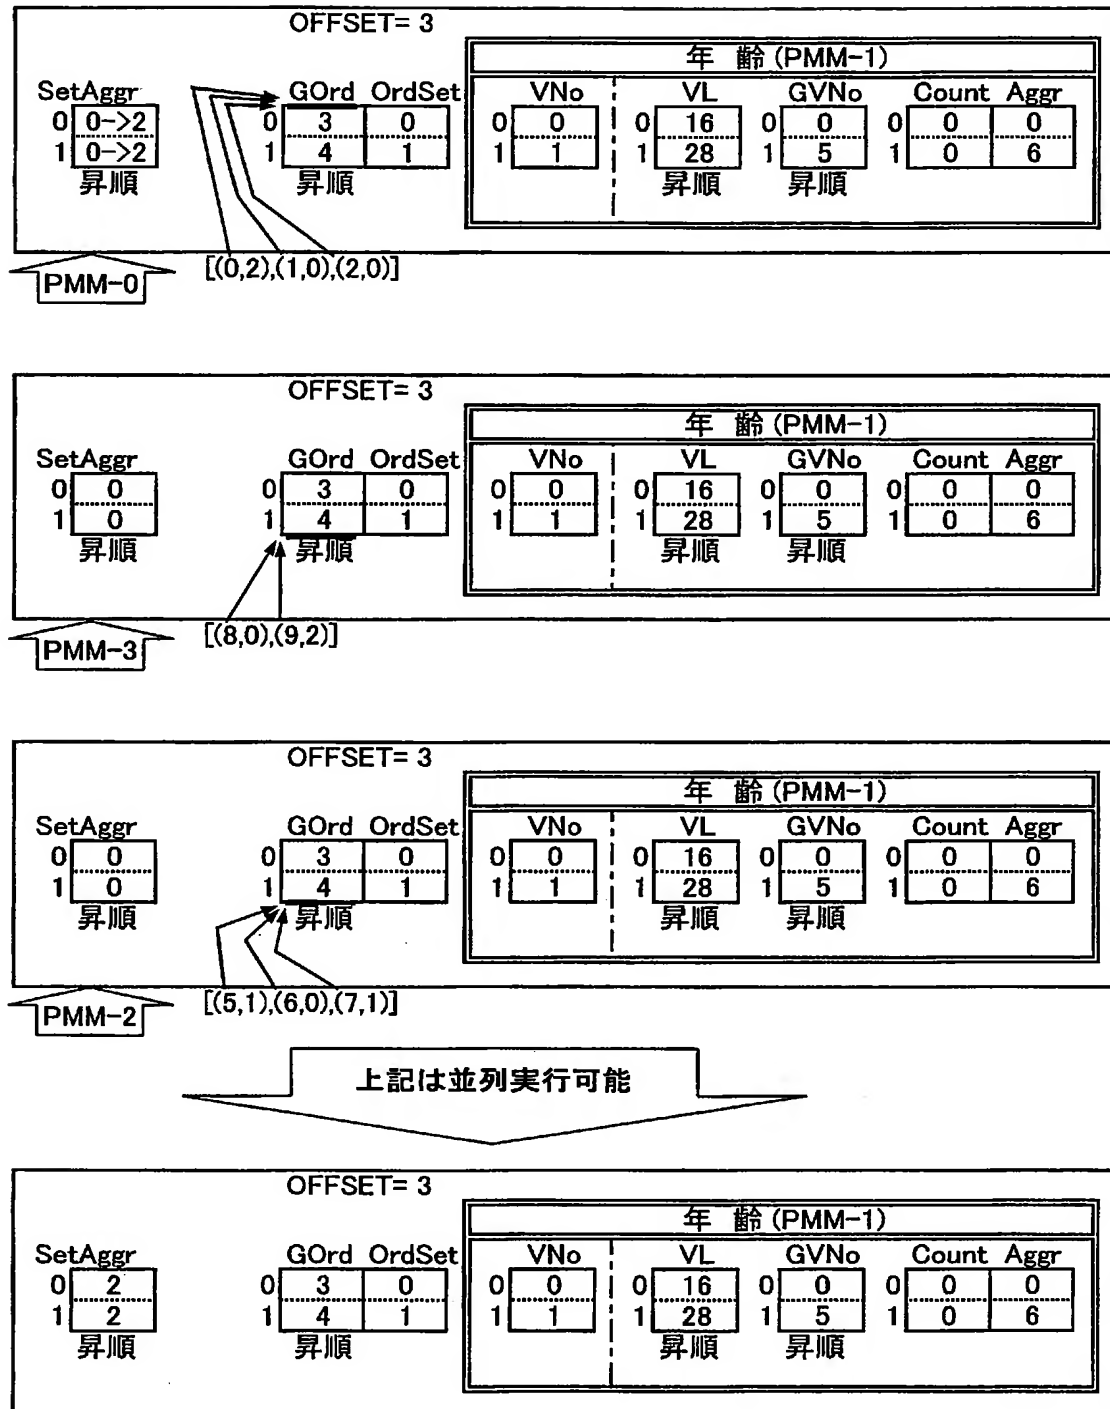 OFFSET= 3
年 齢 (PMM-1)
SetAggr GOrd OrdSet VNo VL GVNo Count Aggr
0 0->2 0 3 0 0 0 0 16 0 0 0 0 0
1 0->2 1 4 1 1 1 1 28 1 5 1 0 6
昇順 昇順 昇順 昇順
PMM-0 [(0,2),(1,0),(2,0)]
OFFSET= 3
年 齢 (PMM-1)
SetAggr GOrd OrdSet VNo VL GVNo Count Aggr
0 0 0 3 0 0 0 0 16 0 0 0 0 0
1 0 1 4 1 1 1 1 28 1 5 1 0 6
昇順 昇順 昇順 昇順
PMM-3 [(8,0),(9,2)]
OFFSET= 3
年 齢 (PMM-1)
SetAggr GOrd OrdSet VNo VL GVNo Count Aggr
0 0 0 3 0 0 0 0 16 0 0 0 0 0
1 0 1 4 1 1 1 1 28 1 5 1 0 6
昇順 昇順 昇順 昇順
PMM-2 [(5,1),(6,0),(7,1)]
上記は並列実行可能
OFFSET= 3
年 齢 (PMM-1)
SetAggr GOrd OrdSet VNo VL GVNo Count Aggr
0 2 0 3 0 0 0 0 16 0 0 0 0 0
1 2 1 4 1 1 1 1 28 1 5 1 0 6
昇順 昇順 昇順 昇順